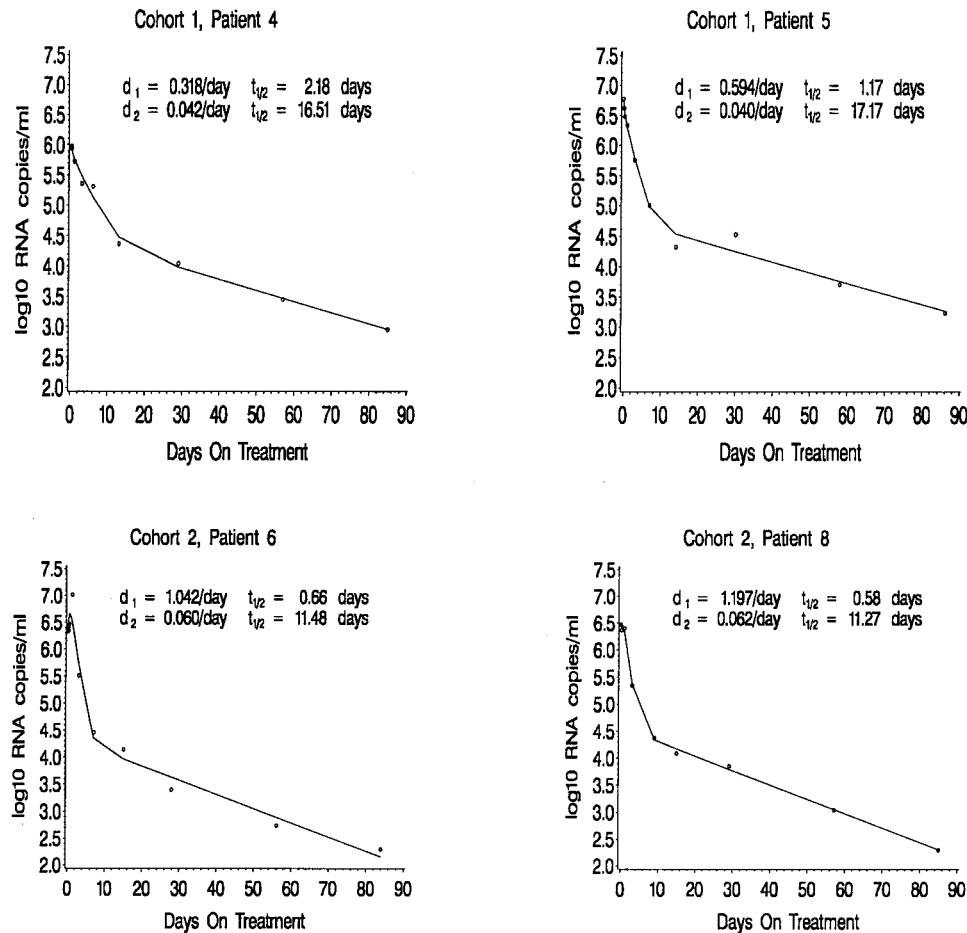 Cohort 1, Patient 4
d1 = 0.318/day t1/2 = 2.18 days
d2 = 0.042/day t1/2 = 16.51 days
7.5
7.0
6.5
6.0
5.5
5.0
4.5
4.0
3.5
3.0
2.5
2.0
log10 RNA copies/ml
0 10 20 30 40 50 60 70 80 90
Days On Treatment
Cohort 1, Patient 5
d1 = 0.594/day t1/2 = 1.17 days
d2 = 0.040/day t1/2 = 17.17 days
7.5
7.0
6.5
6.0
5.5
5.0
4.5
4.0
3.5
3.0
2.5
2.0
log10 RNA copies/ml
0 10 20 30 40 50 60 70 80 90
Days On Treatment
Cohort 2, Patient 6
d1 = 1.042/day t1/2 = 0.66 days
d2 = 0.060/day t1/2 = 11.48 days
7.5
7.0
6.5
6.0
5.5
5.0
4.5
4.0
3.5
3.0
2.5
2.0
log10 RNA copies/ml
0 10 20 30 40 50 60 70 80 90
Days On Treatment
Cohort 2, Patient 8
d1 = 1.197/day t1/2 = 0.58 days
d2 = 0.062/day t1/2 = 11.27 days
7.5
7.0
6.5
6.0
5.5
5.0
4.5
4.0
3.5
3.0
2.5
2.0
log10 RNA copies/ml
0 10 20 30 40 50 60 70 80 90
Days On Treatment